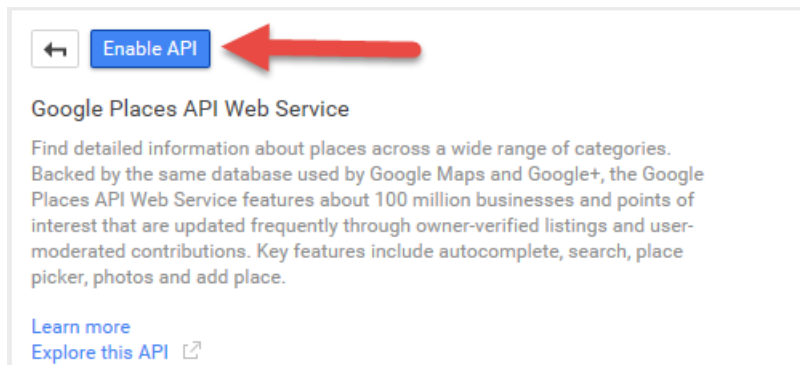 Enable API
Google Places API Web Service
Find detailed information about places across a wide range of categories.
Backed by the same database used by Google Maps and Google+, the Google
Places API Web Service features about 100 million businesses and points of
interest that are updated frequently through owner-verified listings and user-
moderated contributions. Key features include autocomplete, search, place
picker, photos and add place.
Learn more
Explore this API